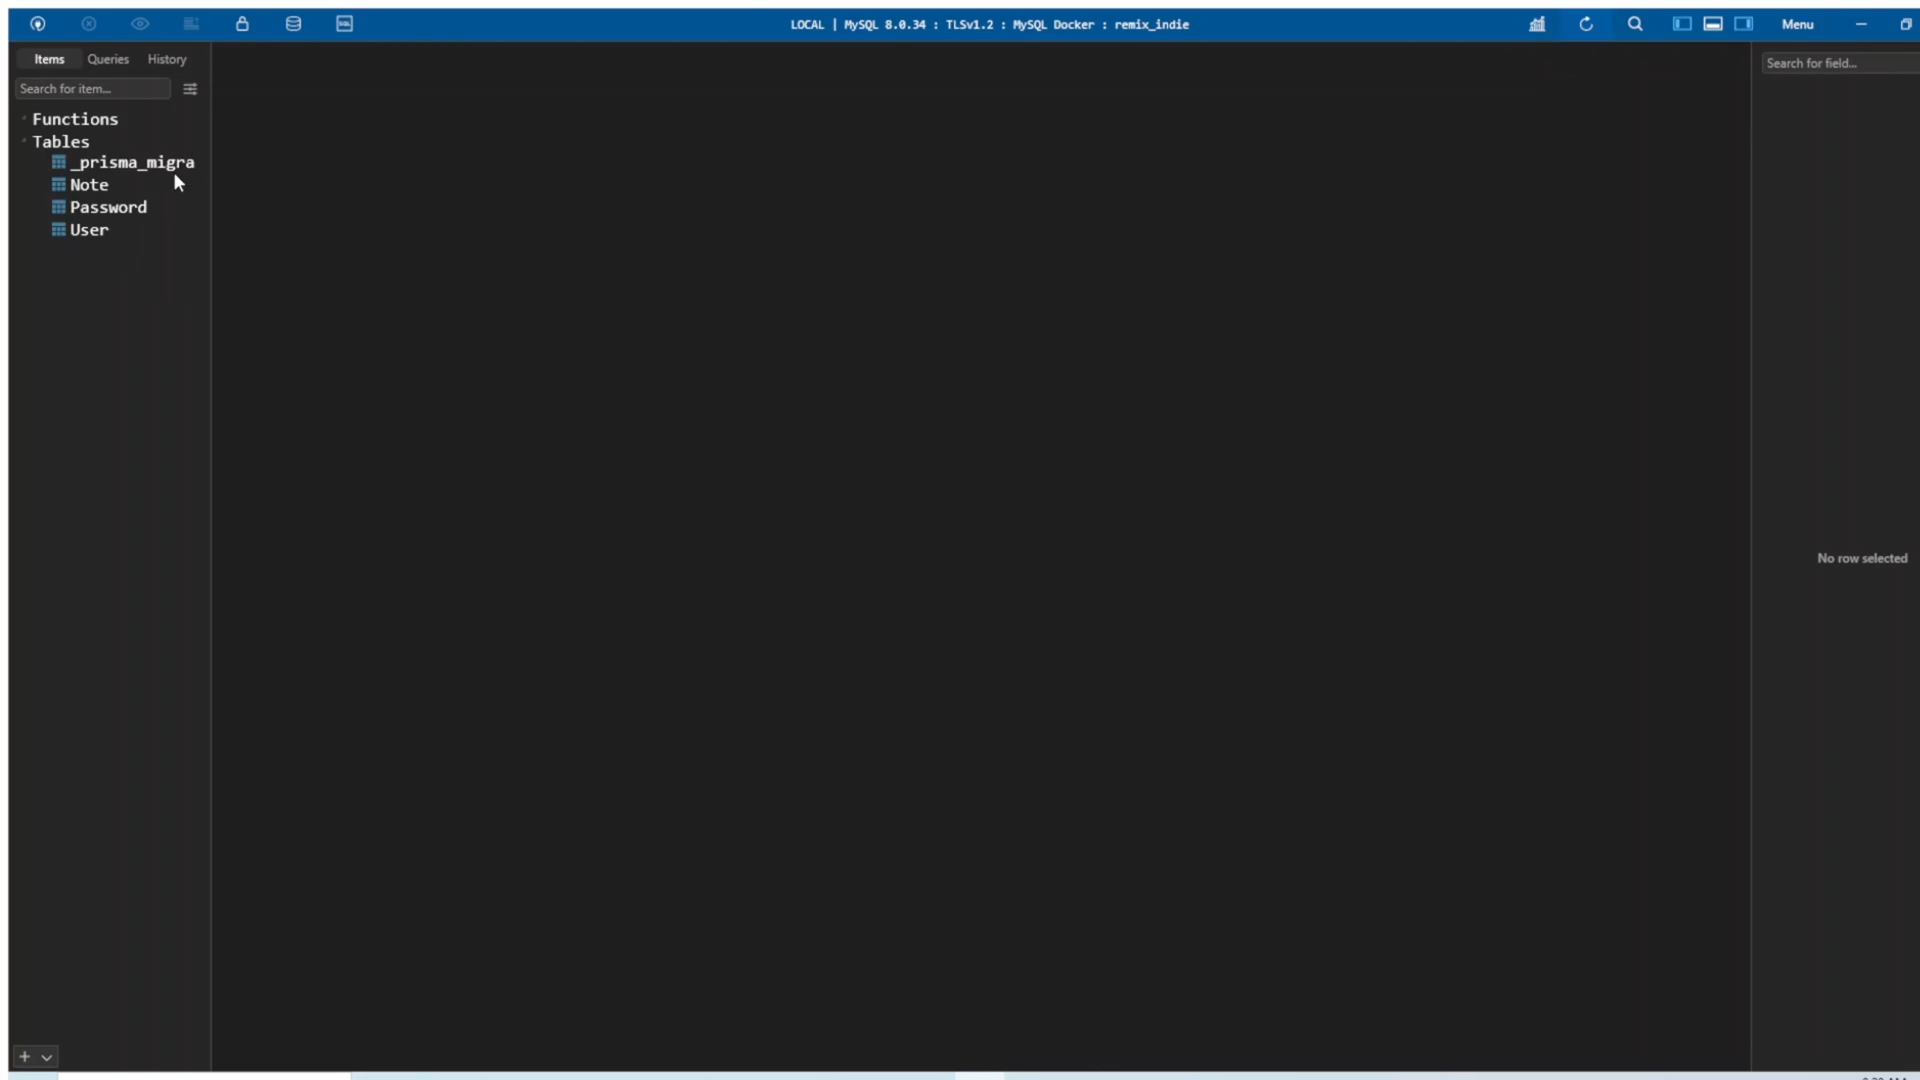 LOCAL | MySQL 8.0.34 : TLSv1.2 : MySQL Docker : remix_indie
Menu
Items Queries History
Search for item...
Search for field...
Functions
Tables
_prisma_migra
Note
Password
User
No row selected